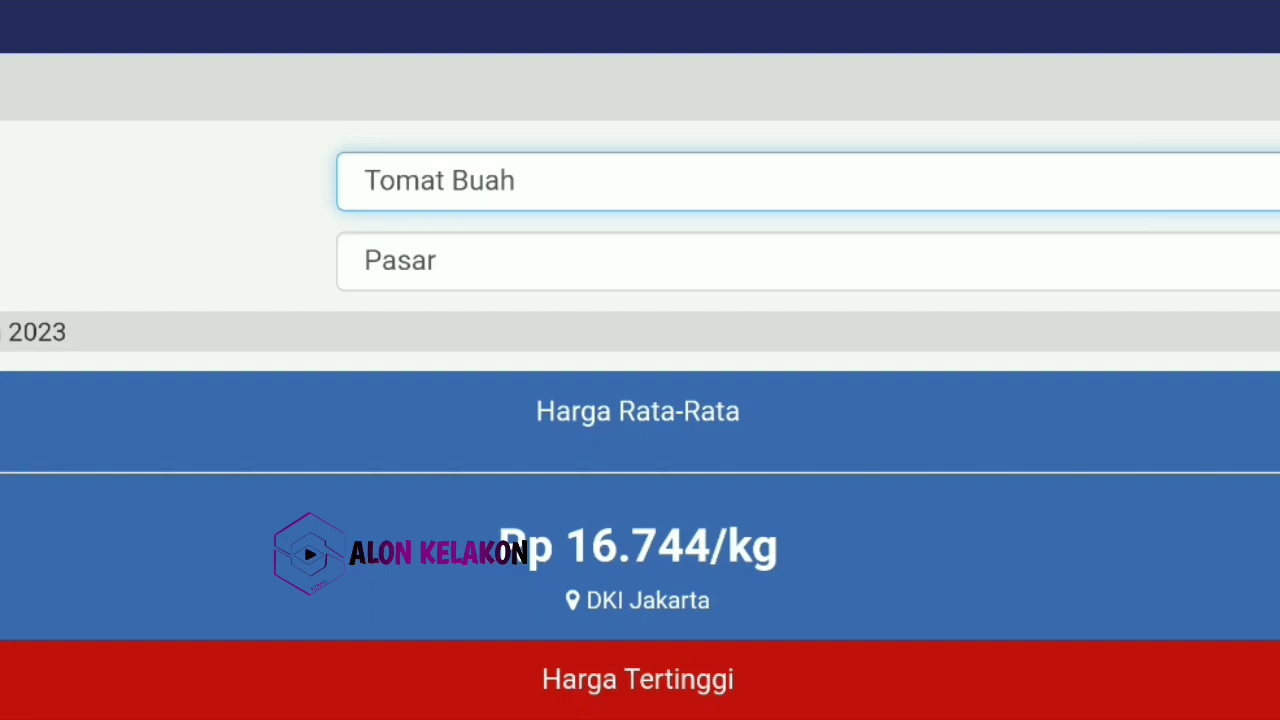 Tomat Buah
Pasar
2023
Harga Rata-Rata
Rp 16.744/kg
ALON KELAKON
DKI Jakarta
Harga Tertinggi